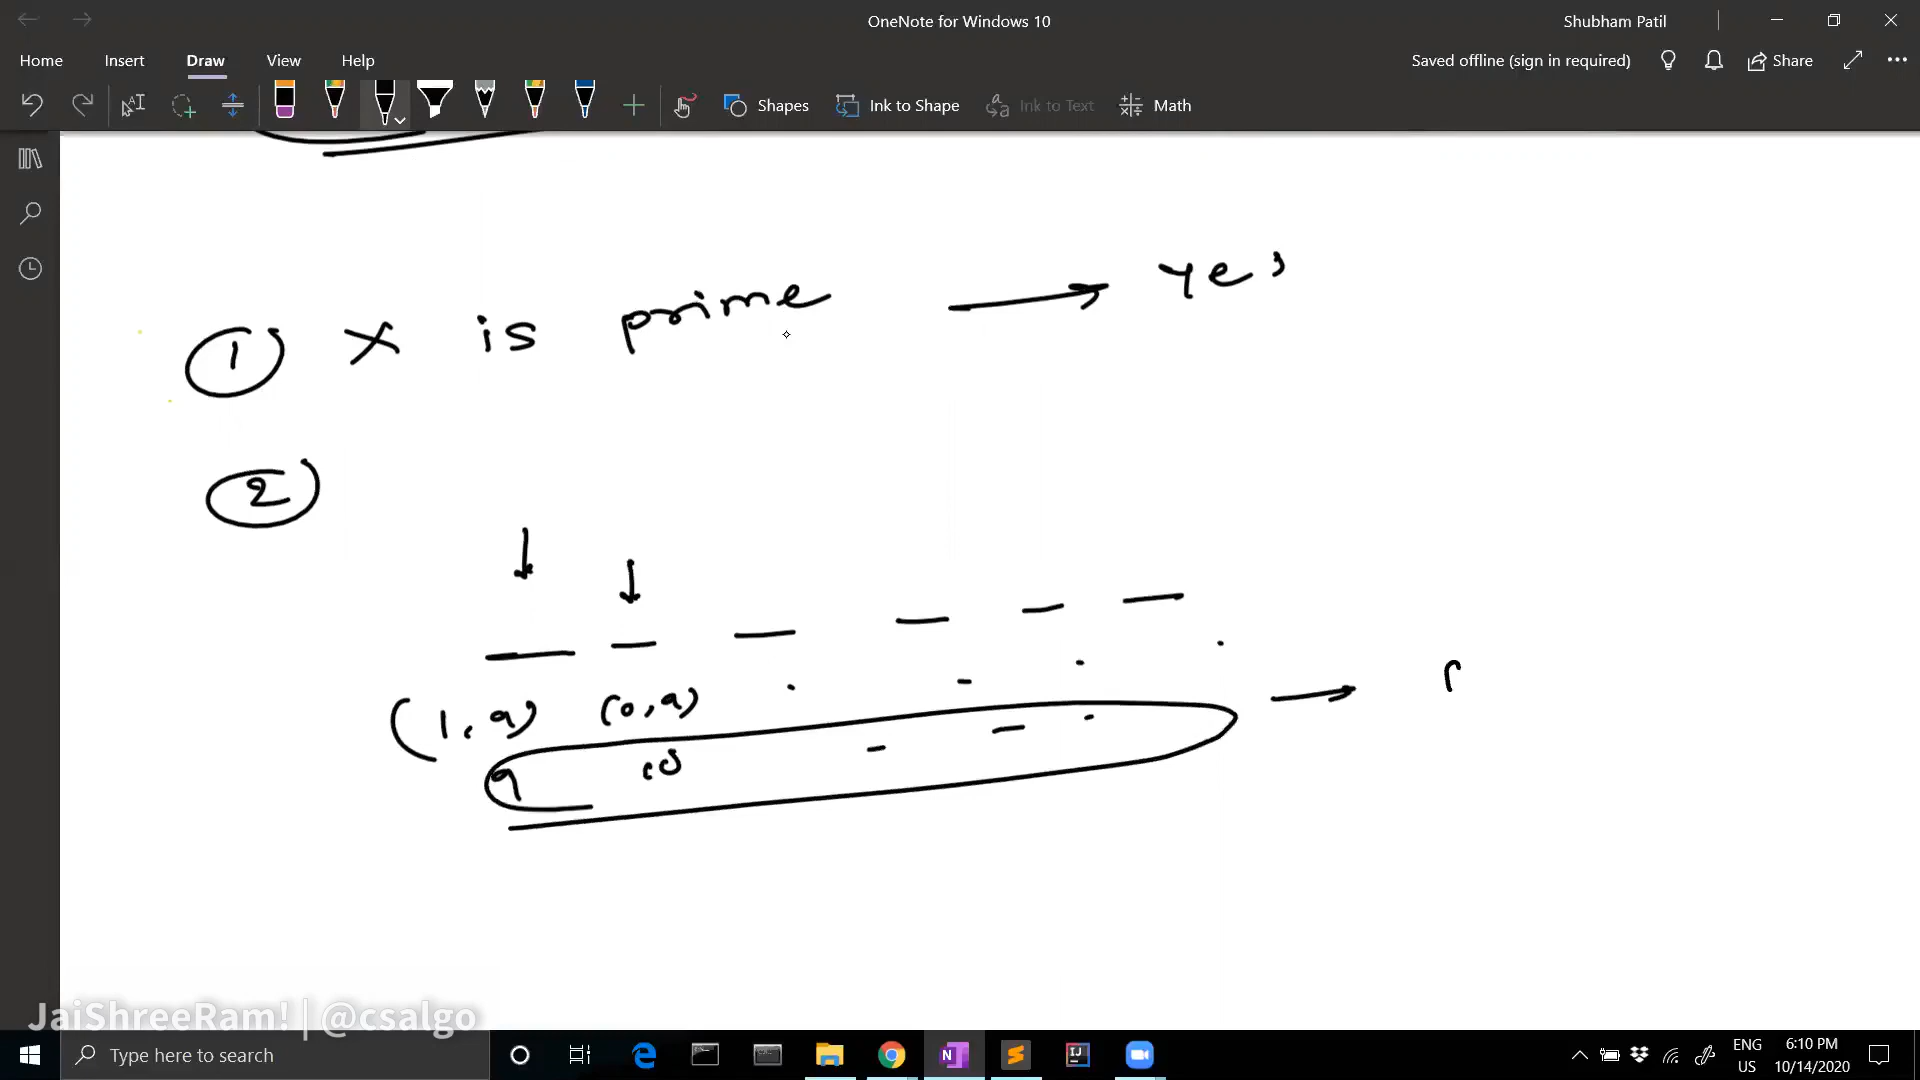 OneNote for Windows 10
Shubham Patil
Home Insert Draw View Help
Saved offline (sign in required) Share
Shapes Ink to Shape Ink to Text Math
1 X is prime → Yes
2
(1, 9) (0, 9)
9
JaiShreeRam! | @csalgo
Type here to search
ENG US
6:10 PM
10/14/2020